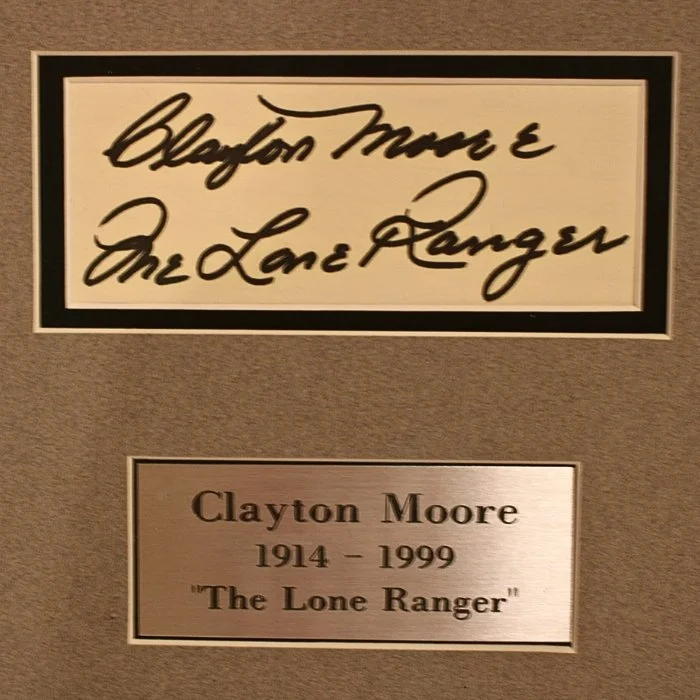 Clayton Moore
The Lone Ranger
Clayton Moore
1914 - 1999
"The Lone Ranger"